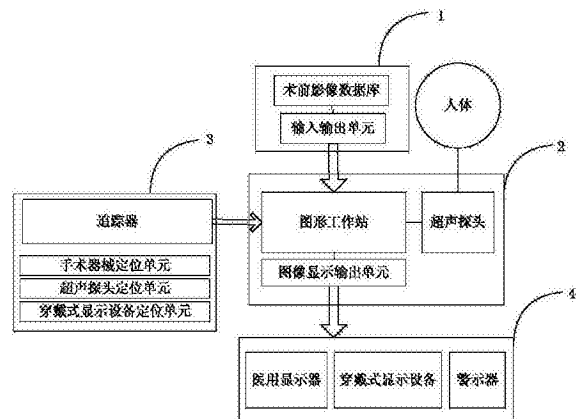 1
术前影像数据库
输入输出单元
人体
3
2
追踪器
图形工作站
超声探头
手术器械定位单元
超声探头定位单元
穿戴式显示设备定位单元
图像显示输出单元
4
医用显示器
穿戴式显示设备
警示器